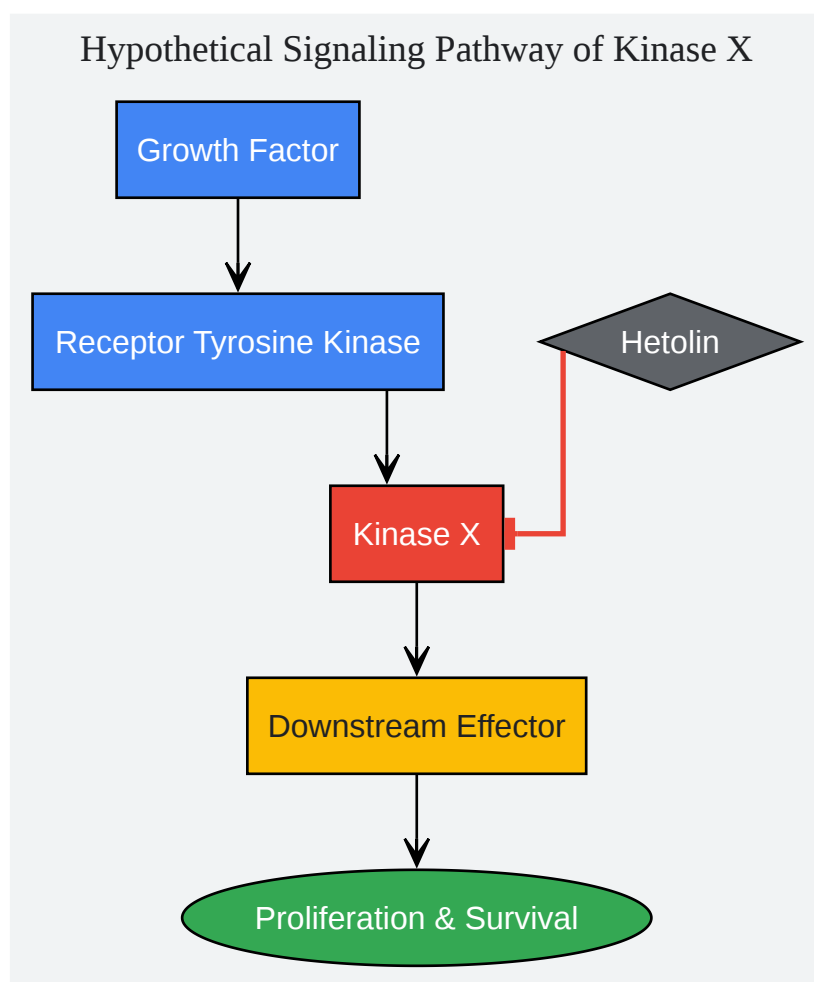 Hypothetical Signaling Pathway of Kinase X
Growth Factor
Receptor Tyrosine Kinase
Hetolin
Kinase X
Downstream Effector
Proliferation & Survival